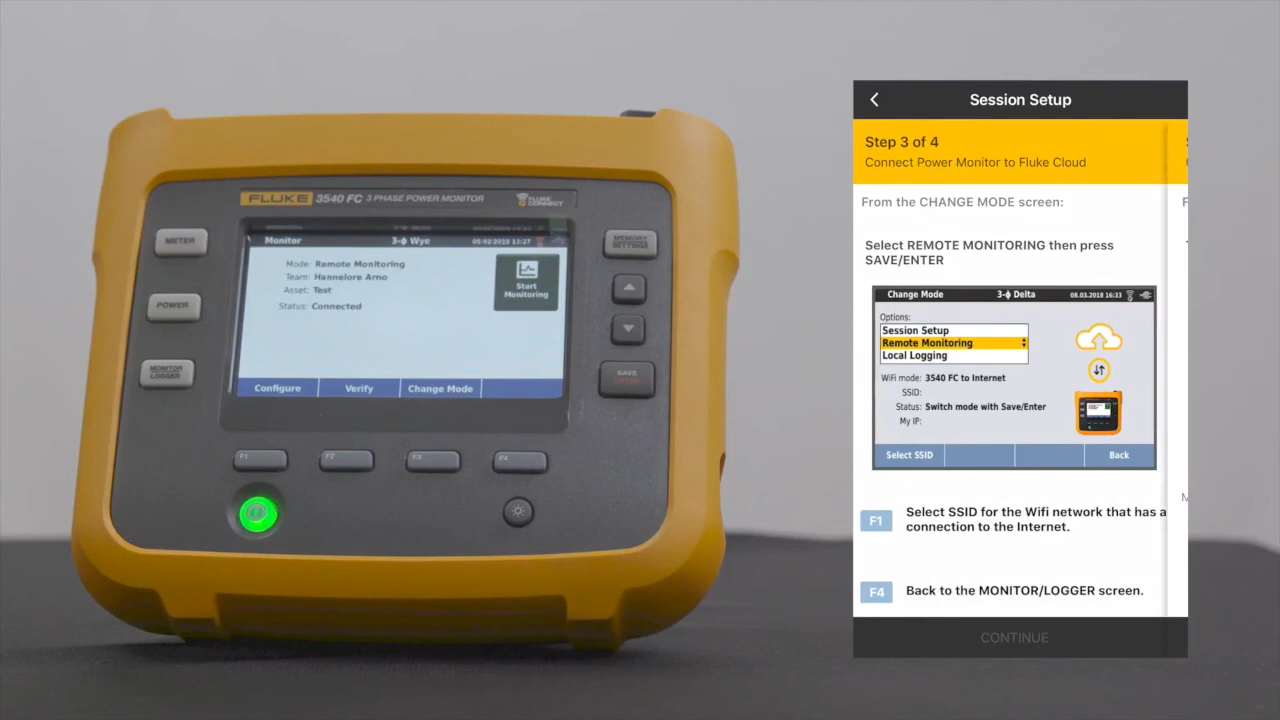 FLUKE 3540 FC 3 PHASE POWER MONITOR
FLUKE CONNECT
METER
POWER
MONITOR
LOGGER
Monitor 3-ϕ Wye 05/02/2018 13:27
Mode: Remote Monitoring
Team: Hannelore Arno
Asset: Test
Status: Connected
Start
Monitoring
Configure Verify Change Mode
MEMORY
SETTINGS
SAVE
ENTER
F1 F2 F3 F4
Session Setup
Step 3 of 4
Connect Power Monitor to Fluke Cloud
From the CHANGE MODE screen:
Select REMOTE MONITORING then press
SAVE/ENTER
Change Mode 3-ϕ Delta 08.03.2018 16:33
Options:
Session Setup
Remote Monitoring
Local Logging
WiFi mode: 3540 FC to Internet
SSID:
Status: Switch mode with Save/Enter
My IP:
Select SSID Back
F1 Select SSID for the Wifi network that has a
connection to the Internet.
F4 Back to the MONITOR/LOGGER screen.
CONTINUE